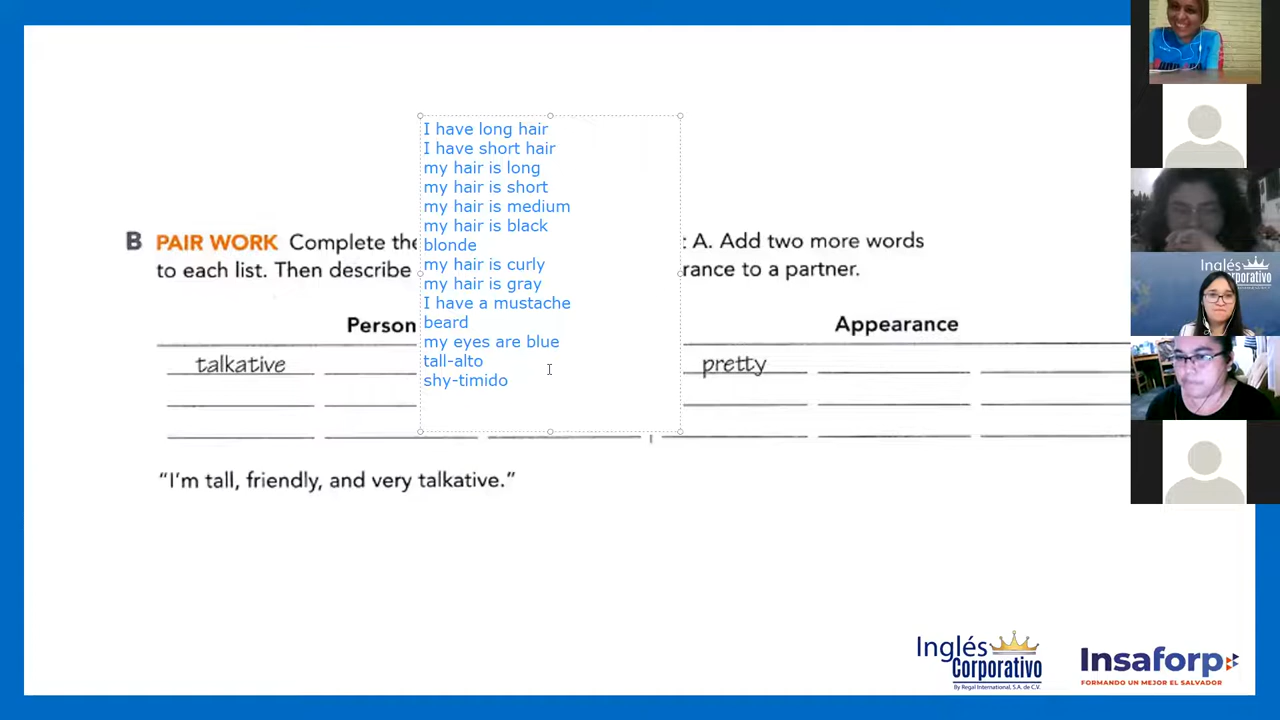 I have long hair
I have short hair
my hair is long
my hair is short
my hair is medium
my hair is black
blonde
my hair is curly
my hair is gray
I have a mustache
beard
my eyes are blue
tall-alto
shy-timido
B PAIR WORK Complete the t A. Add two more words
to each list. Then describe rance to a partner.
Person Appearance
talkative pretty
“I’m tall, friendly, and very talkative.”
Inglés
Corporativo
By Regal International, S.A. de C.V.
Insaforp
FORMANDO UN MEJOR EL SALVADOR
Inglés
Corporativo